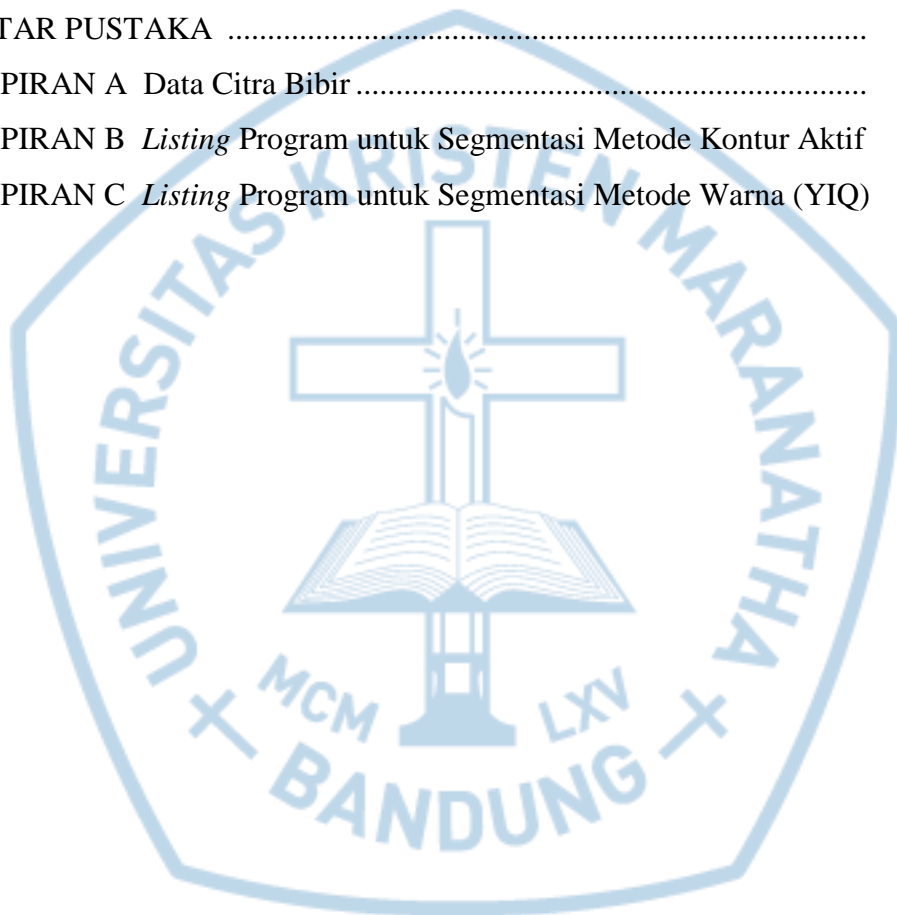 TAR PUSTAKA ................................................................................
PIRAN A Data Citra Bibir ................................................................
PIRAN B Listing Program untuk Segmentasi Metode Kontur Aktif
PIRAN C Listing Program untuk Segmentasi Metode Warna (YIQ)
UNIVERSITAS KRISTEN MARANATHA
MCM LXV
BANDUNG